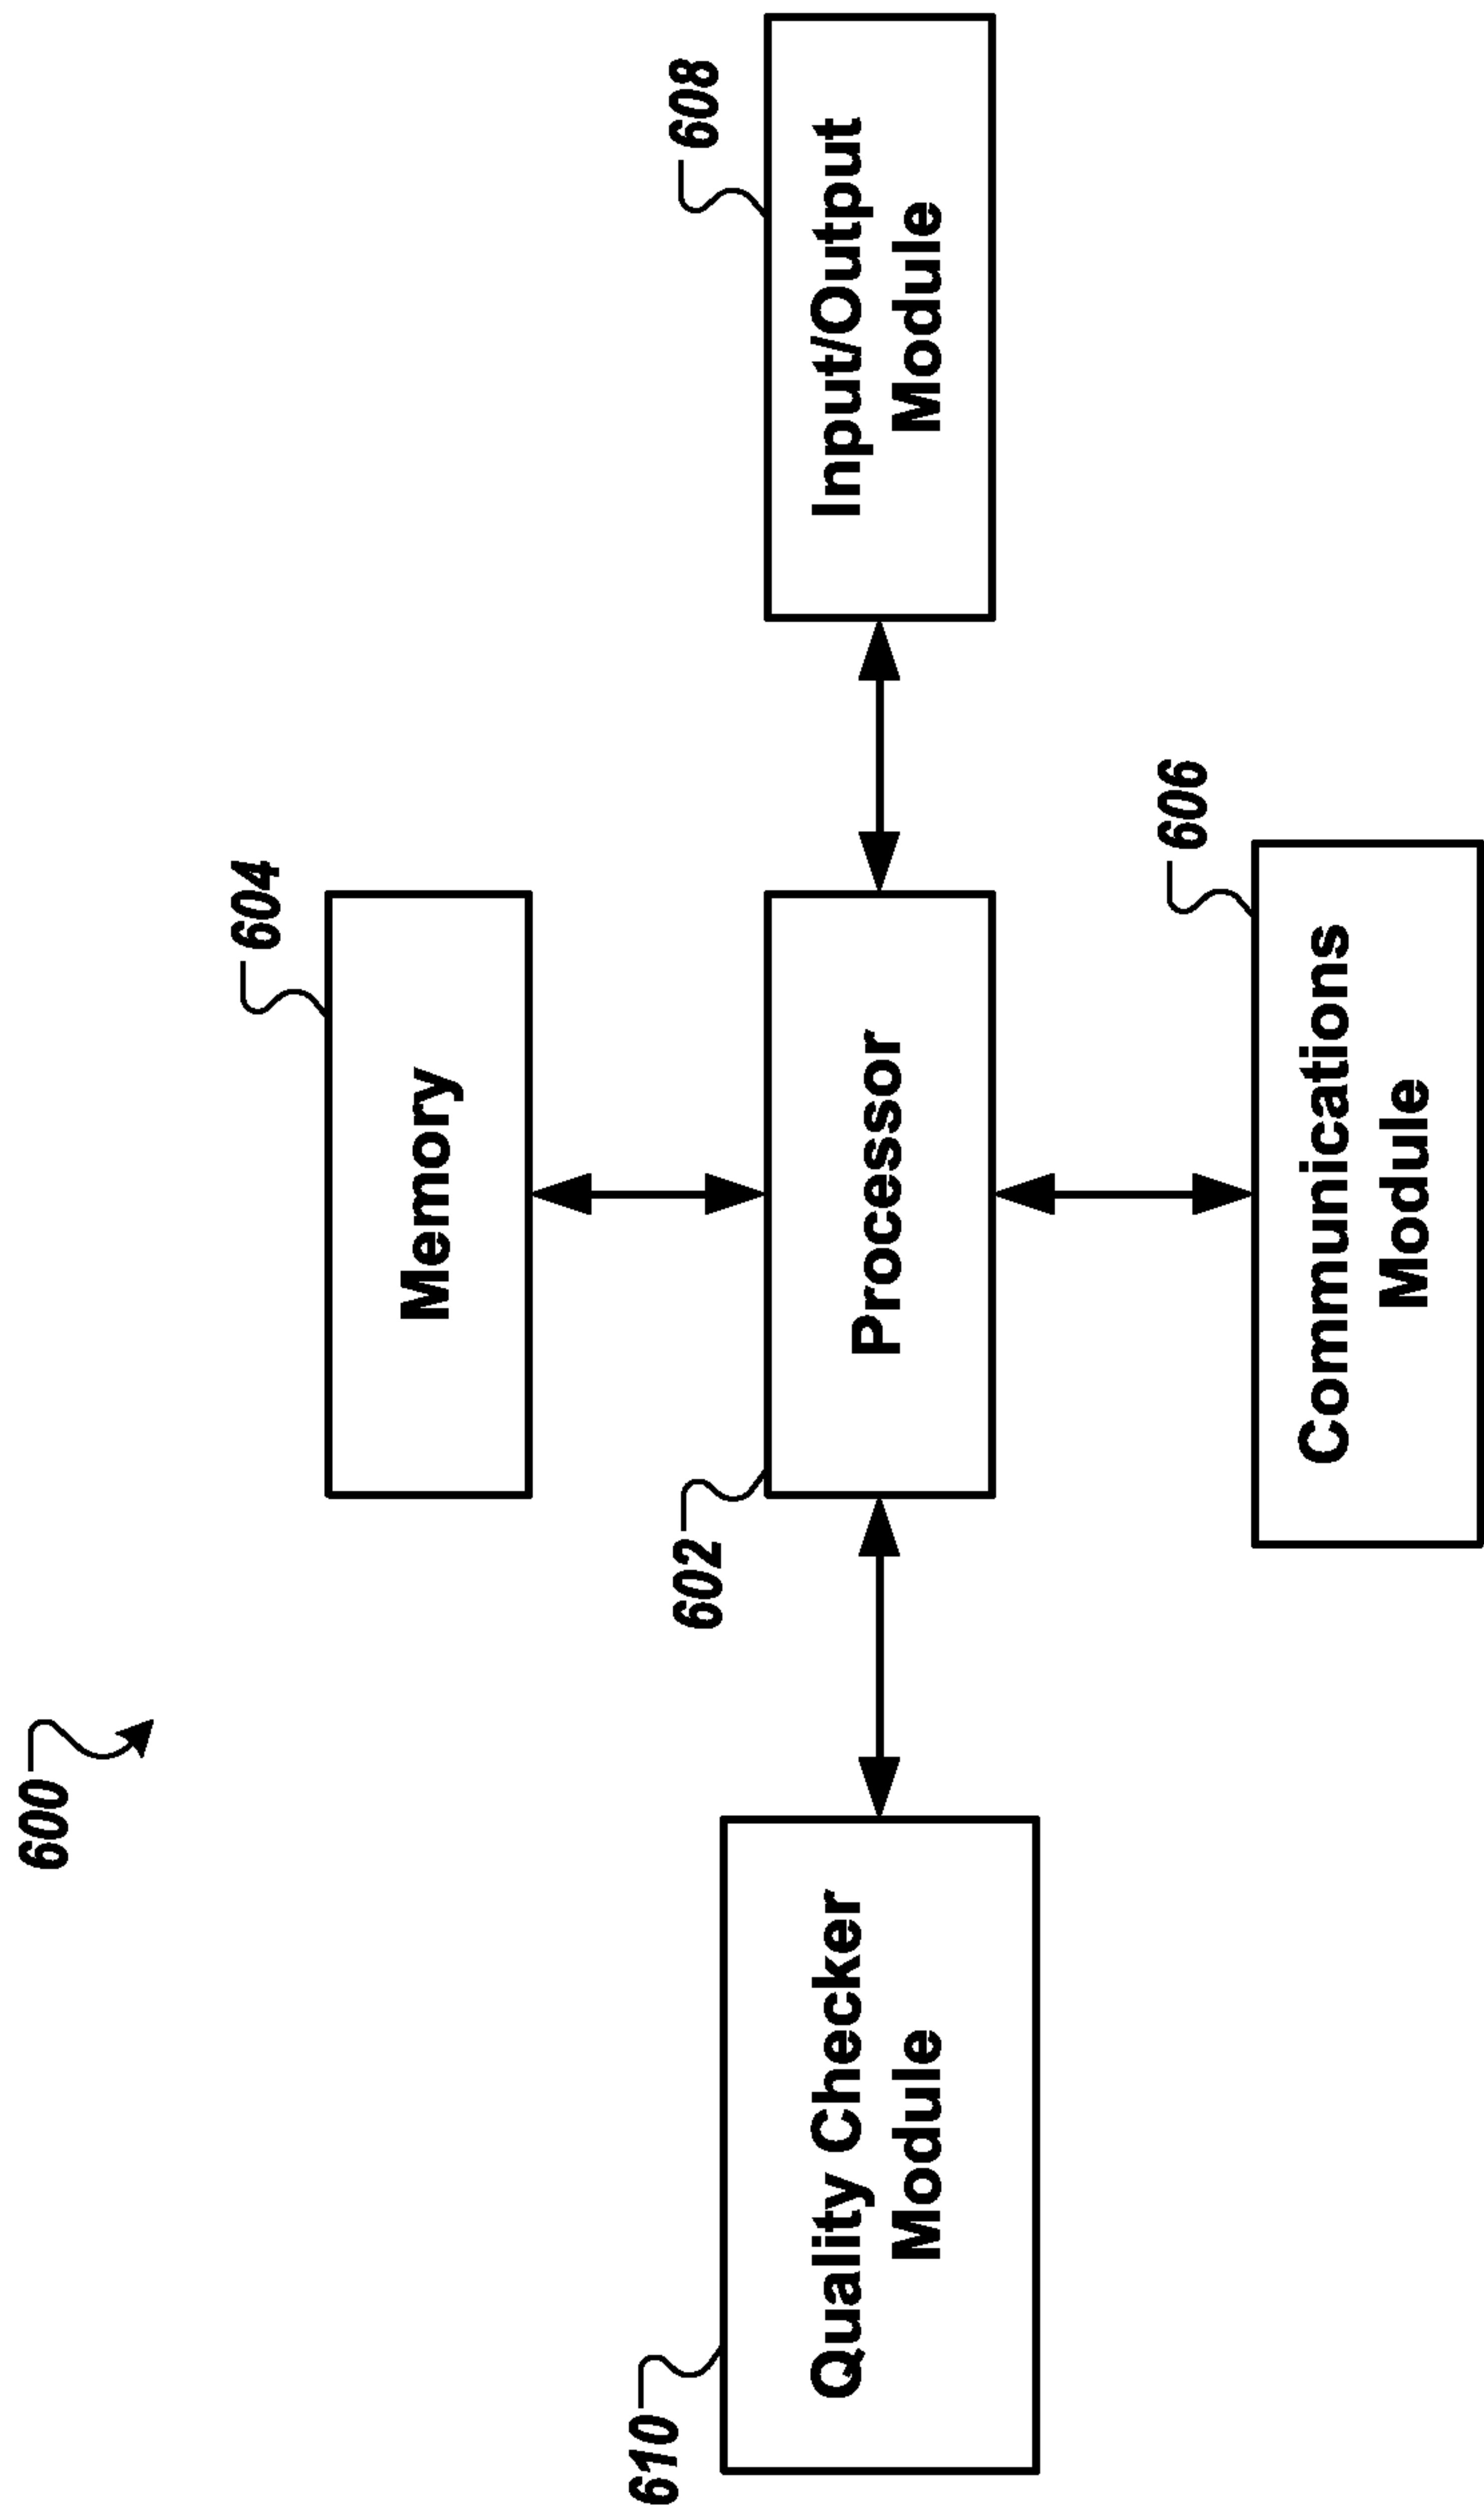 600
604
Memory
610
Quality Checker
Module
602
Processor
608
Input/Output
Module
606
Communications
Module